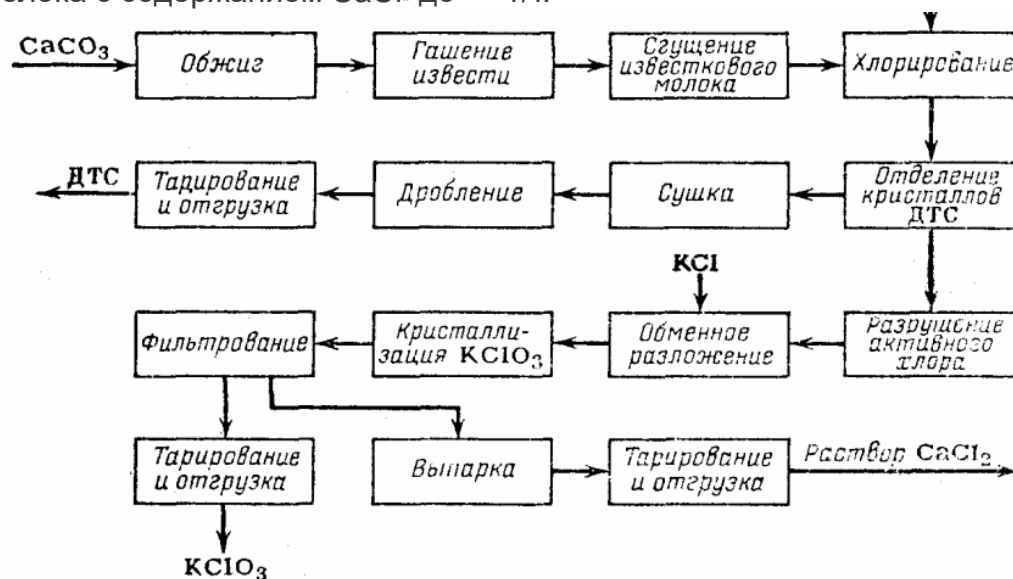 CaCO₃
Обжиг
Гашение
извести
Сгущение
известкового
молока
Хлорирование
ДТС
Тарирование
и отгрузка
Дробление
Сушка
Отделение
кристаллов
ДТС
KCl
Фильтрование
Кристалли-
зация KClO₃
Обменное
разложение
Разрушение
активного
хлора
Тарирование
и отгрузка
Выпарка
Тарирование
и отгрузка
Раствор CaCl₂
KClO₃